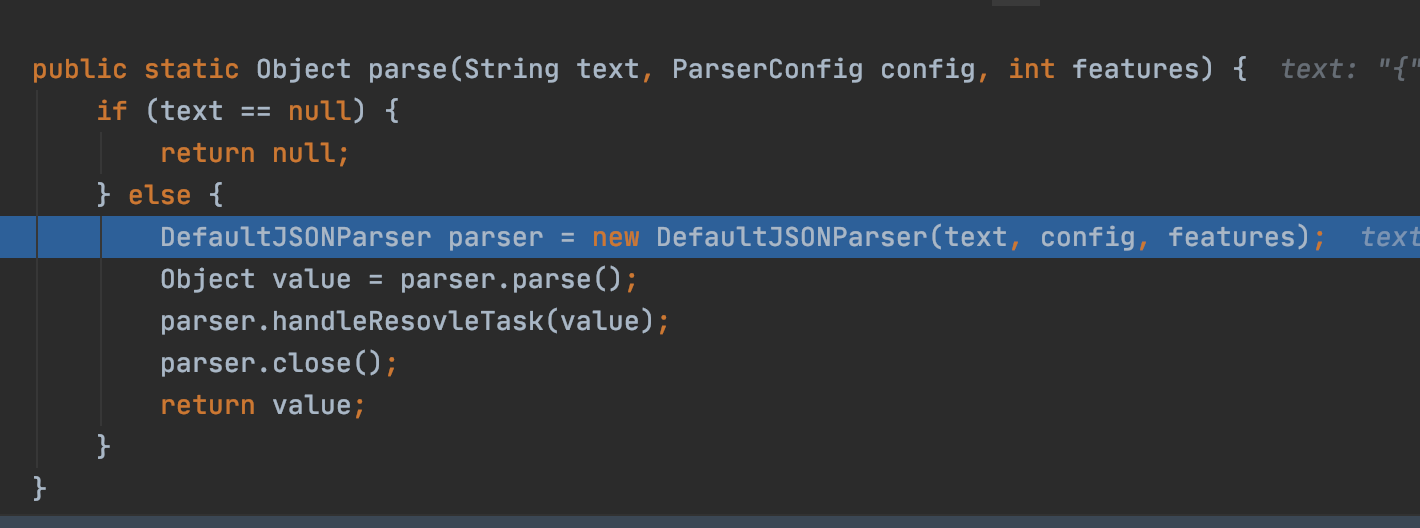 public static Object parse(String text, ParserConfig config, int features) {  text: "{"
    if (text == null) {
        return null;
    } else {
        DefaultJSONParser parser = new DefaultJSONParser(text, config, features);  text
        Object value = parser.parse();
        parser.handleResovleTask(value);
        parser.close();
        return value;
    }
}